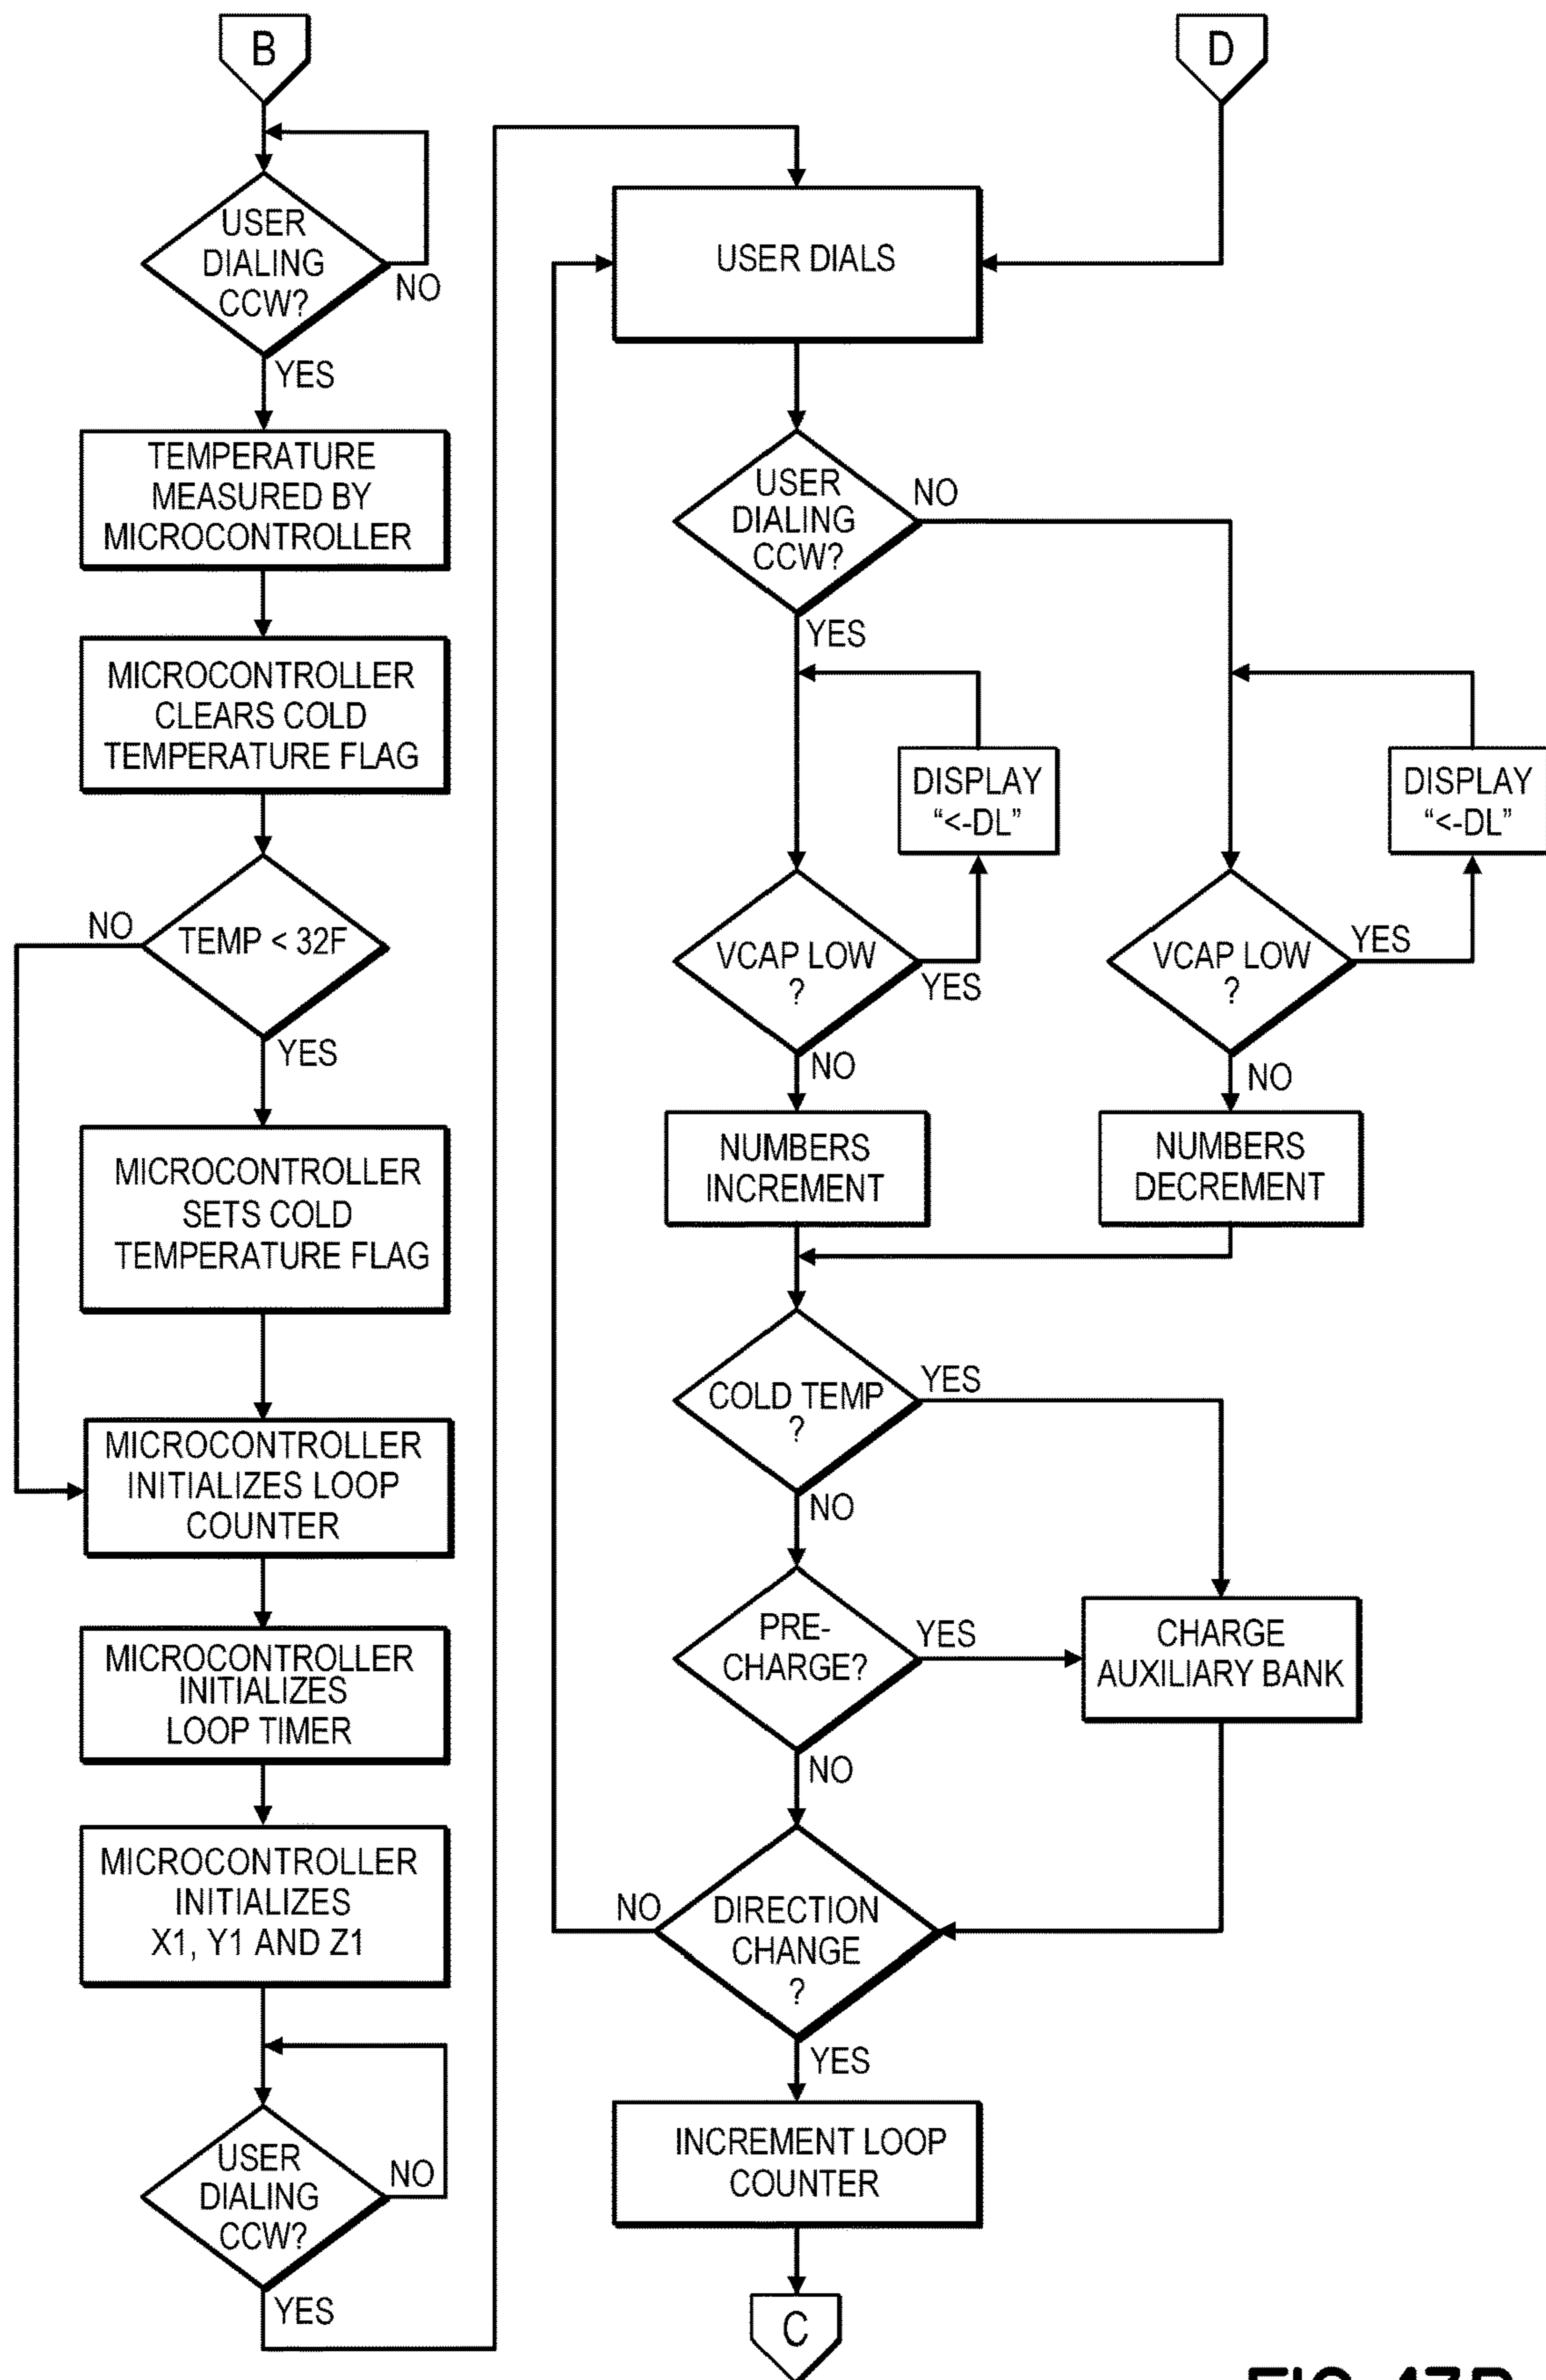 B
USER
DIALING
CCW?
NO
YES
TEMPERATURE
MEASURED BY
MICROCONTROLLER
MICROCONTROLLER
CLEARS COLD
TEMPERATURE FLAG
NO
TEMP < 32F
YES
MICROCONTROLLER
SETS COLD
TEMPERATURE FLAG
MICROCONTROLLER
INITIALIZES LOOP
COUNTER
MICROCONTROLLER
INITIALIZES
LOOP TIMER
MICROCONTROLLER
INITIALIZES
X1, Y1 AND Z1
USER
DIALING
CCW?
NO
YES
D
USER DIALS
USER
DIALING
CCW?
NO
YES
DISPLAY
“<-DL”
DISPLAY
“<-DL”
VCAP LOW
?
YES
NO
VCAP LOW
?
YES
NO
NUMBERS
INCREMENT
NUMBERS
DECREMENT
COLD TEMP
?
YES
NO
PRE-
CHARGE?
YES
NO
CHARGE
AUXILIARY BANK
DIRECTION
CHANGE
?
NO
YES
INCREMENT LOOP
COUNTER
C